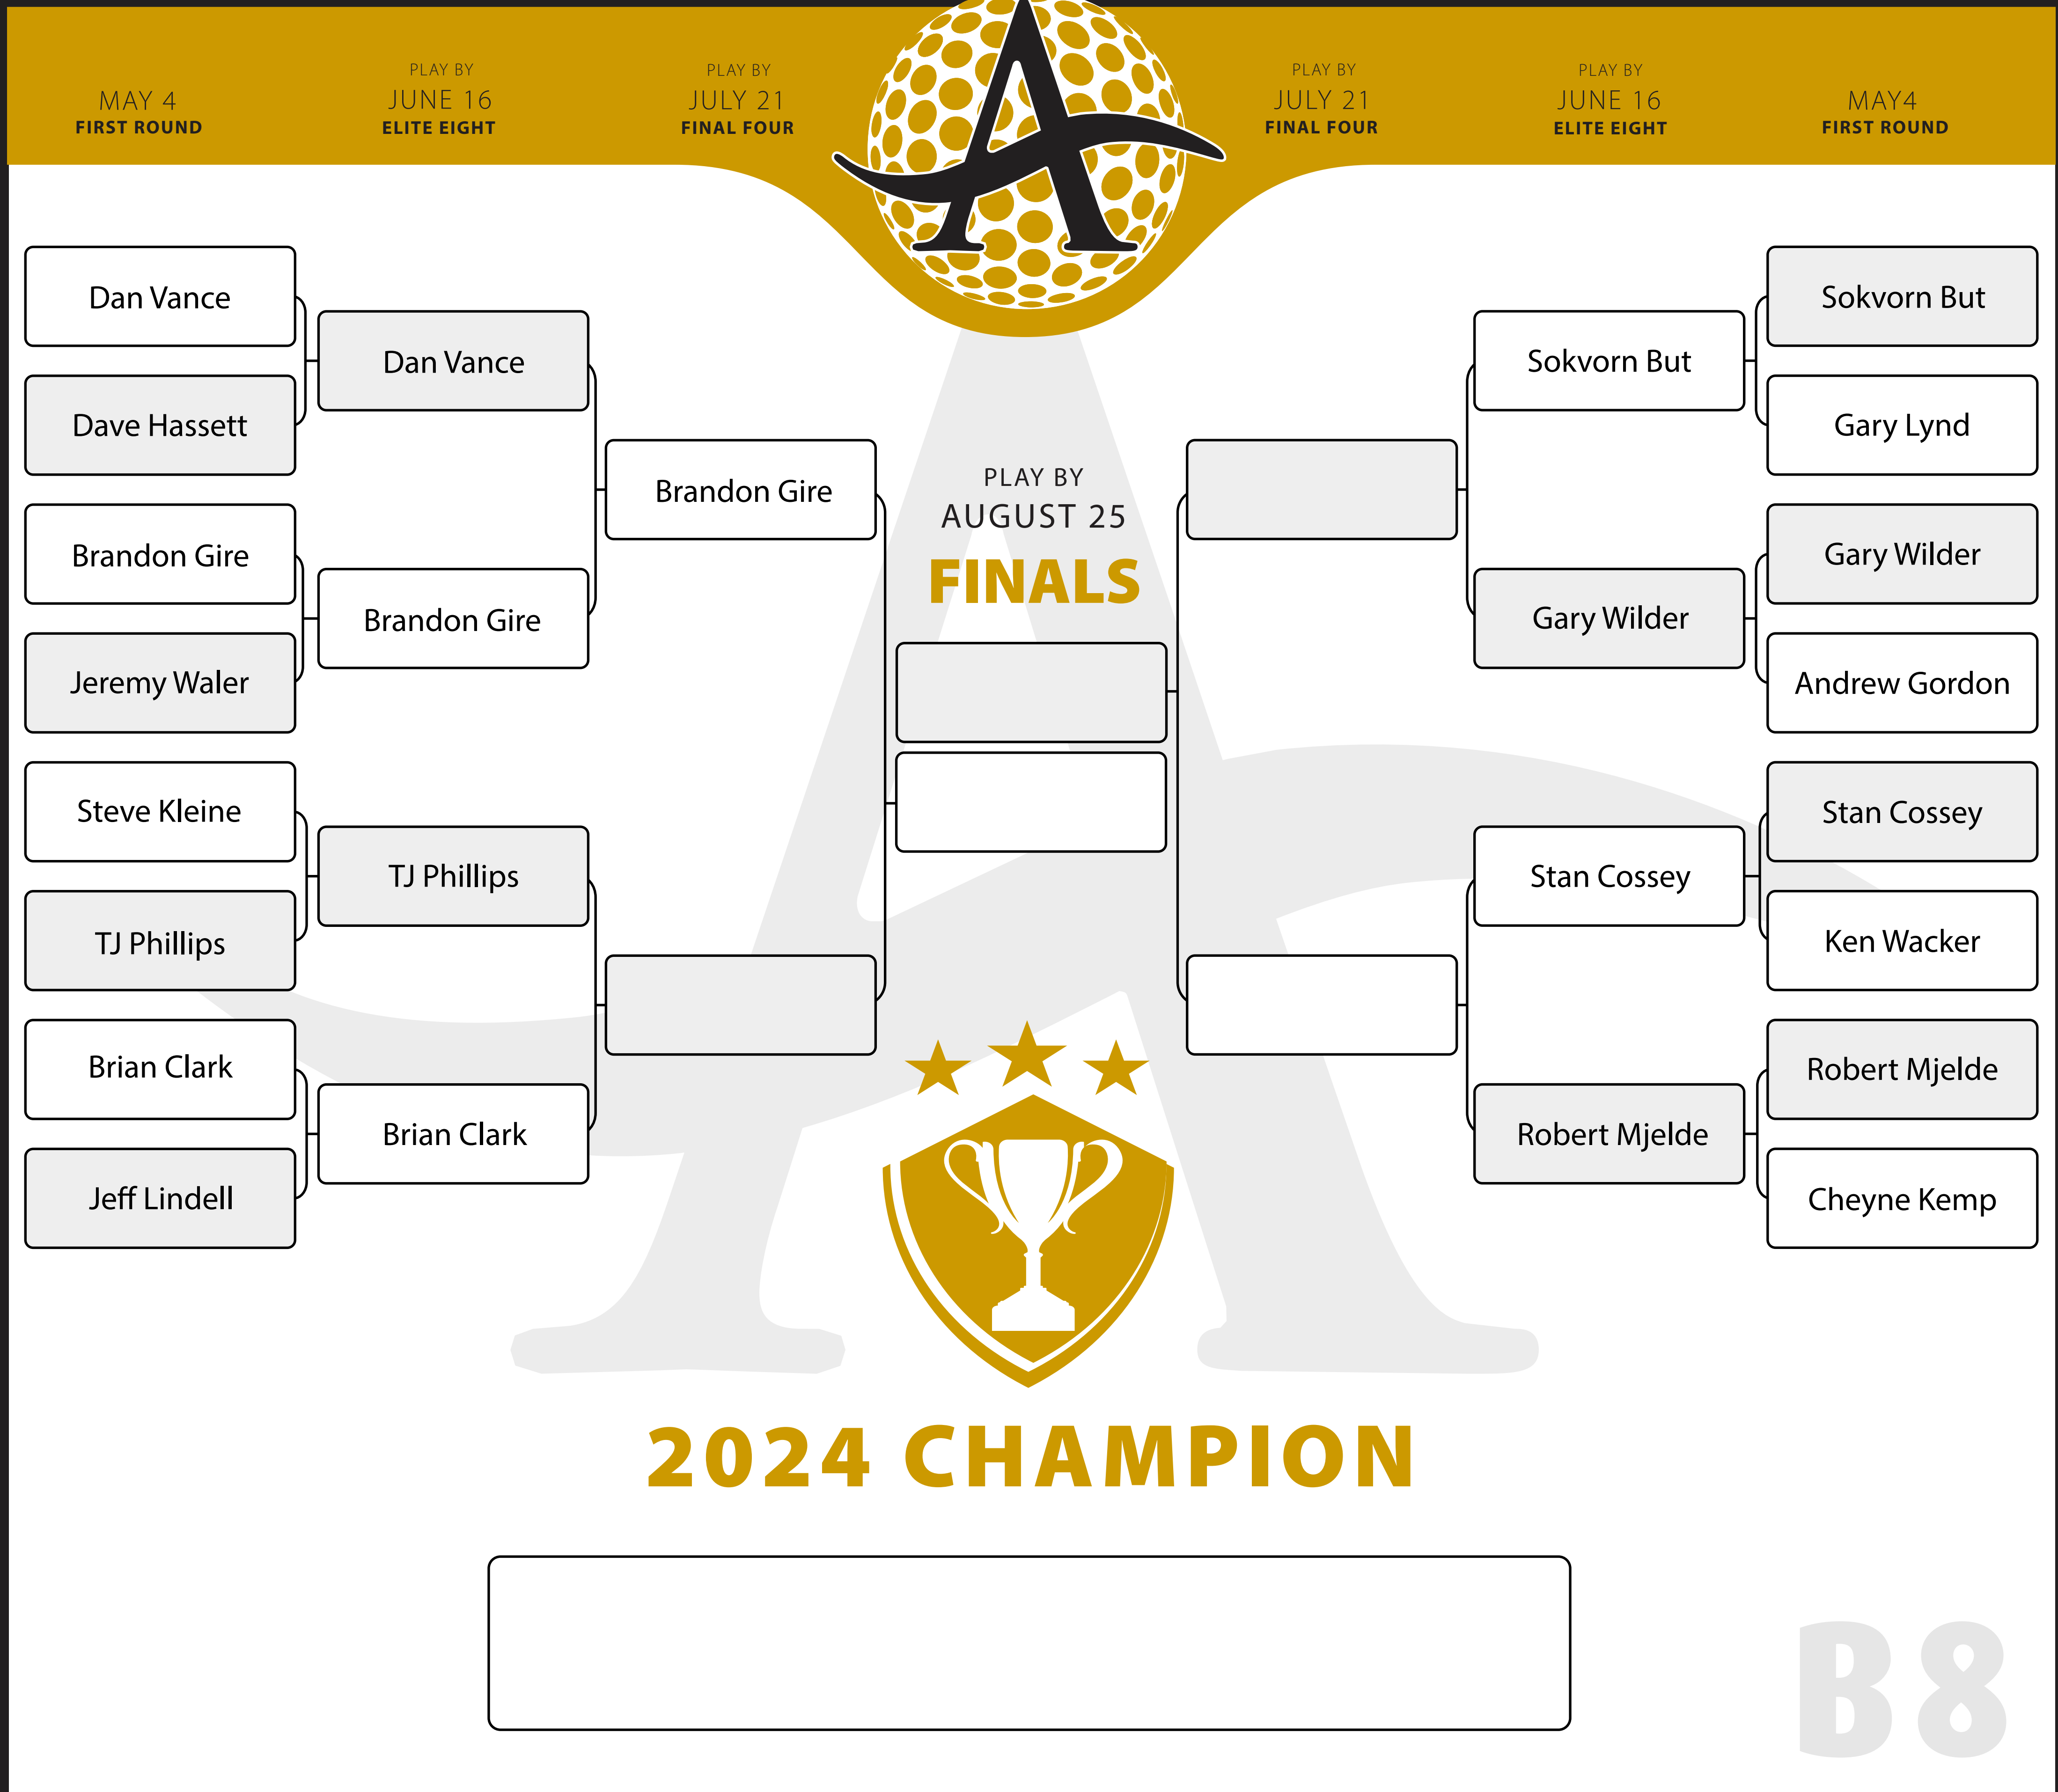 MAY 4
FIRST ROUND
PLAY BY
JUNE 16
ELITE EIGHT
PLAY BY
JULY 21
FINAL FOUR
A
PLAY BY
JULY 21
FINAL FOUR
PLAY BY
JUNE 16
ELITE EIGHT
MAY4
FIRST ROUND
Dan Vance
Dave Hassett
Brandon Gire
Jeremy Waler
Steve Kleine
TJ Phillips
Brian Clark
Jeff Lindell
Dan Vance
Brandon Gire
TJ Phillips
Brian Clark
Brandon Gire
PLAY BY
AUGUST 25
FINALS
Sokvorn But
Gary Wilder
Stan Cossey
Robert Mjelde
Sokvorn But
Gary Lynd
Gary Wilder
Andrew Gordon
Stan Cossey
Ken Wacker
Robert Mjelde
Cheyne Kemp
2024 CHAMPION
B8